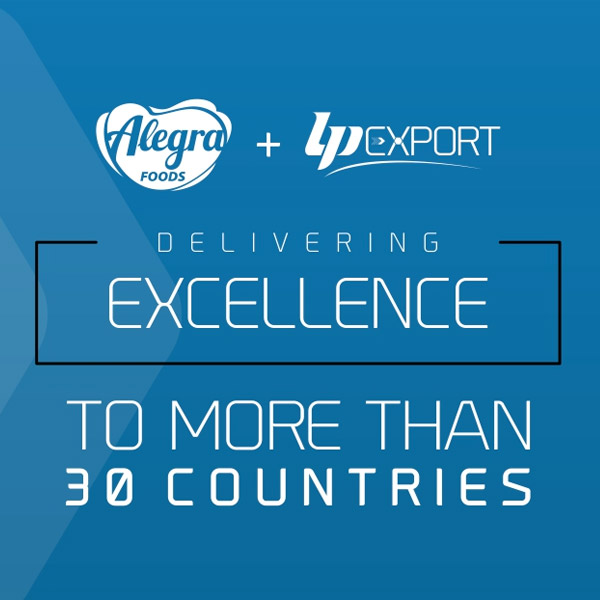 Alegra
FOODS
+
LP EXPORT
DELIVERING
EXCELLENCE
TO MORE THAN
30 COUNTRIES